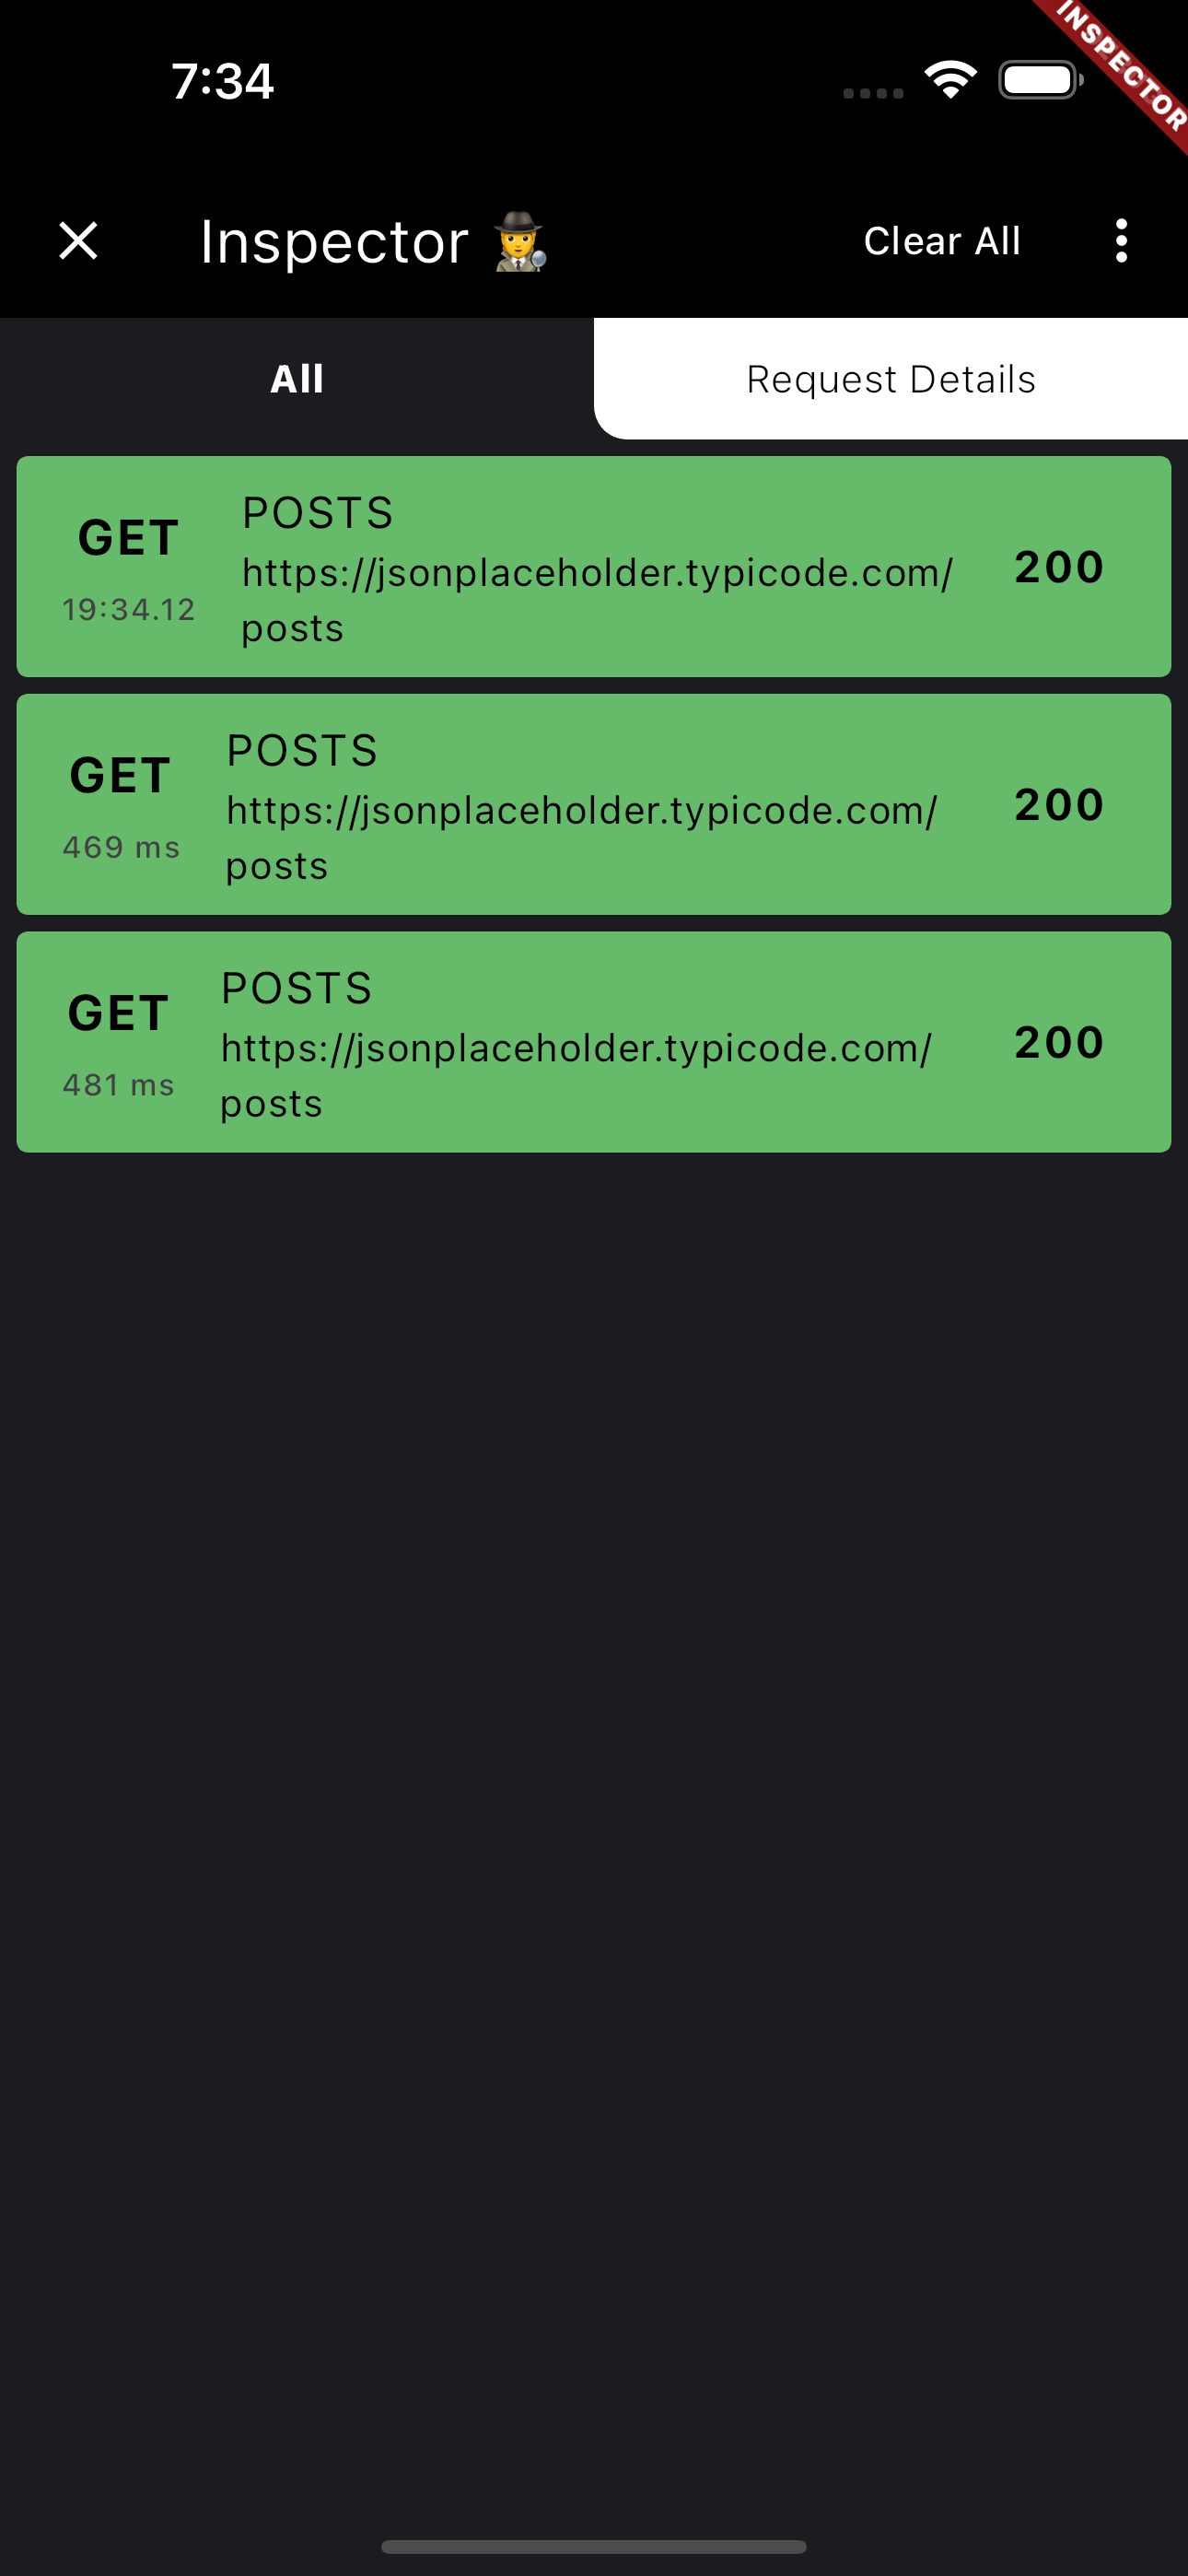 7:34
INSPECTOR
Inspector 🕵️
Clear All
All
Request Details
GET
19:34.12
POSTS
https://jsonplaceholder.typicode.com/
posts
200
GET
469 ms
POSTS
https://jsonplaceholder.typicode.com/
posts
200
GET
481 ms
POSTS
https://jsonplaceholder.typicode.com/
posts
200